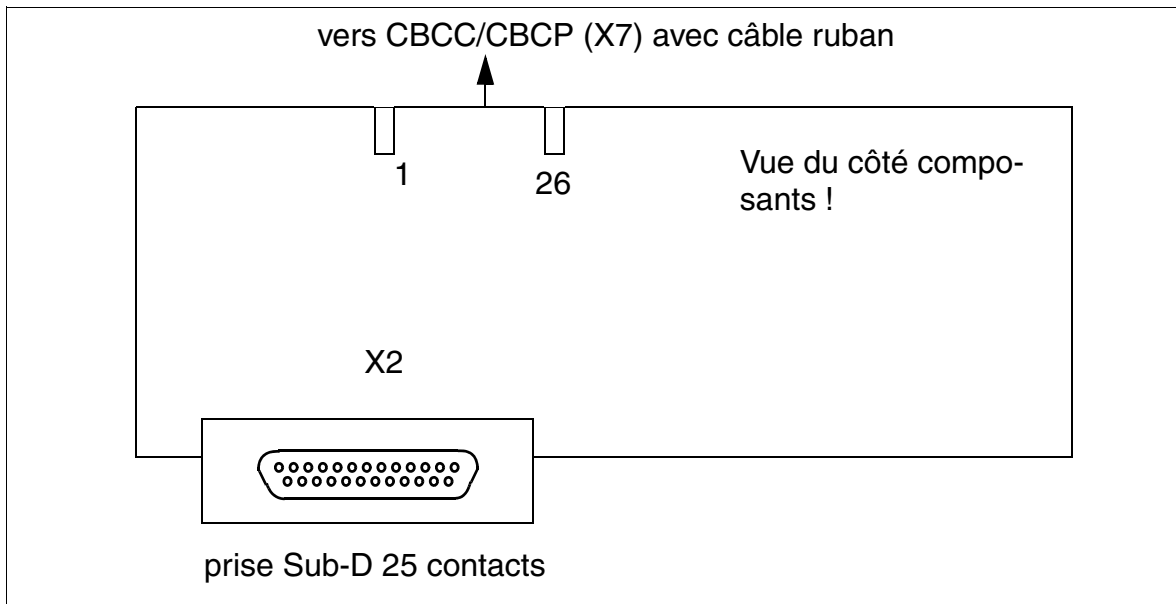 vers CBCC/CBCP (X7) avec câble ruban
1
26
Vue du côté compo-
sants !
X2
prise Sub-D 25 contacts